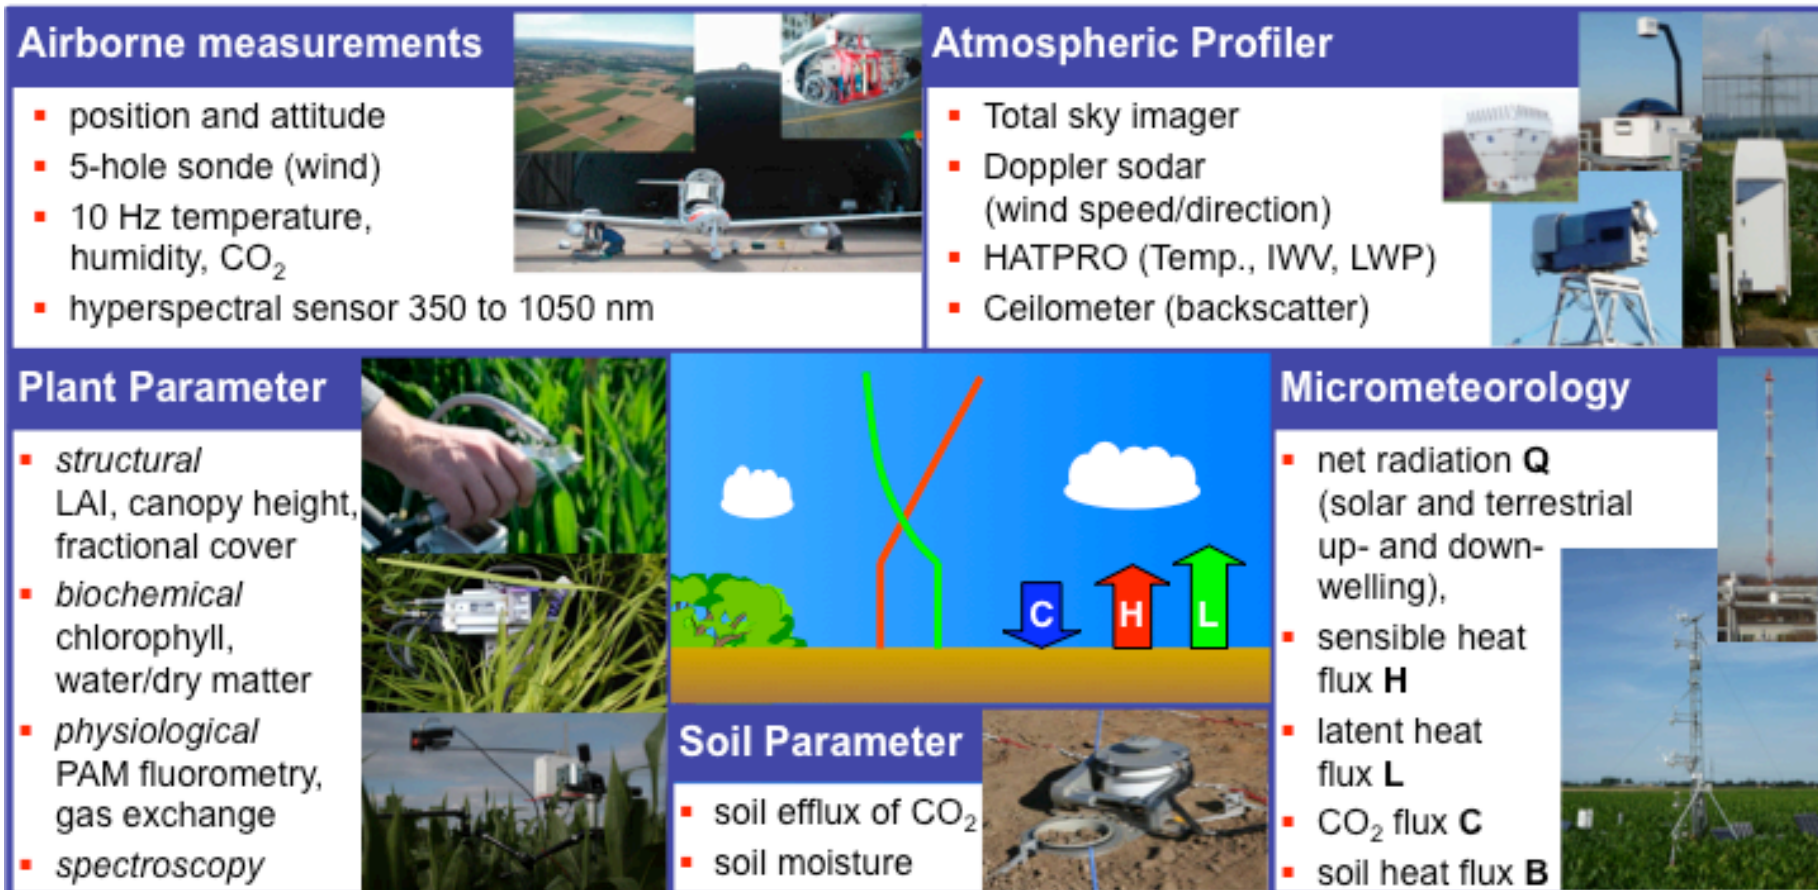 Airborne measurements
position and attitude
5-hole sonde (wind)
10 Hz temperature,
humidity, CO₂
hyperspectral sensor 350 to 1050 nm
Atmospheric Profiler
Total sky imager
Doppler sodar
(wind speed/direction)
HATPRO (Temp., IWV, LWP)
Ceilometer (backscatter)
Plant Parameter
structural
LAI, canopy height,
fractional cover
biochemical
chlorophyll,
water/dry matter
physiological
PAM fluorometry,
gas exchange
spectroscopy
C H L
Soil Parameter
soil efflux of CO₂
soil moisture
Micrometeorology
net radiation Q
(solar and terrestrial
up- and down-
welling),
sensible heat
flux H
latent heat
flux L
CO₂ flux C
soil heat flux B